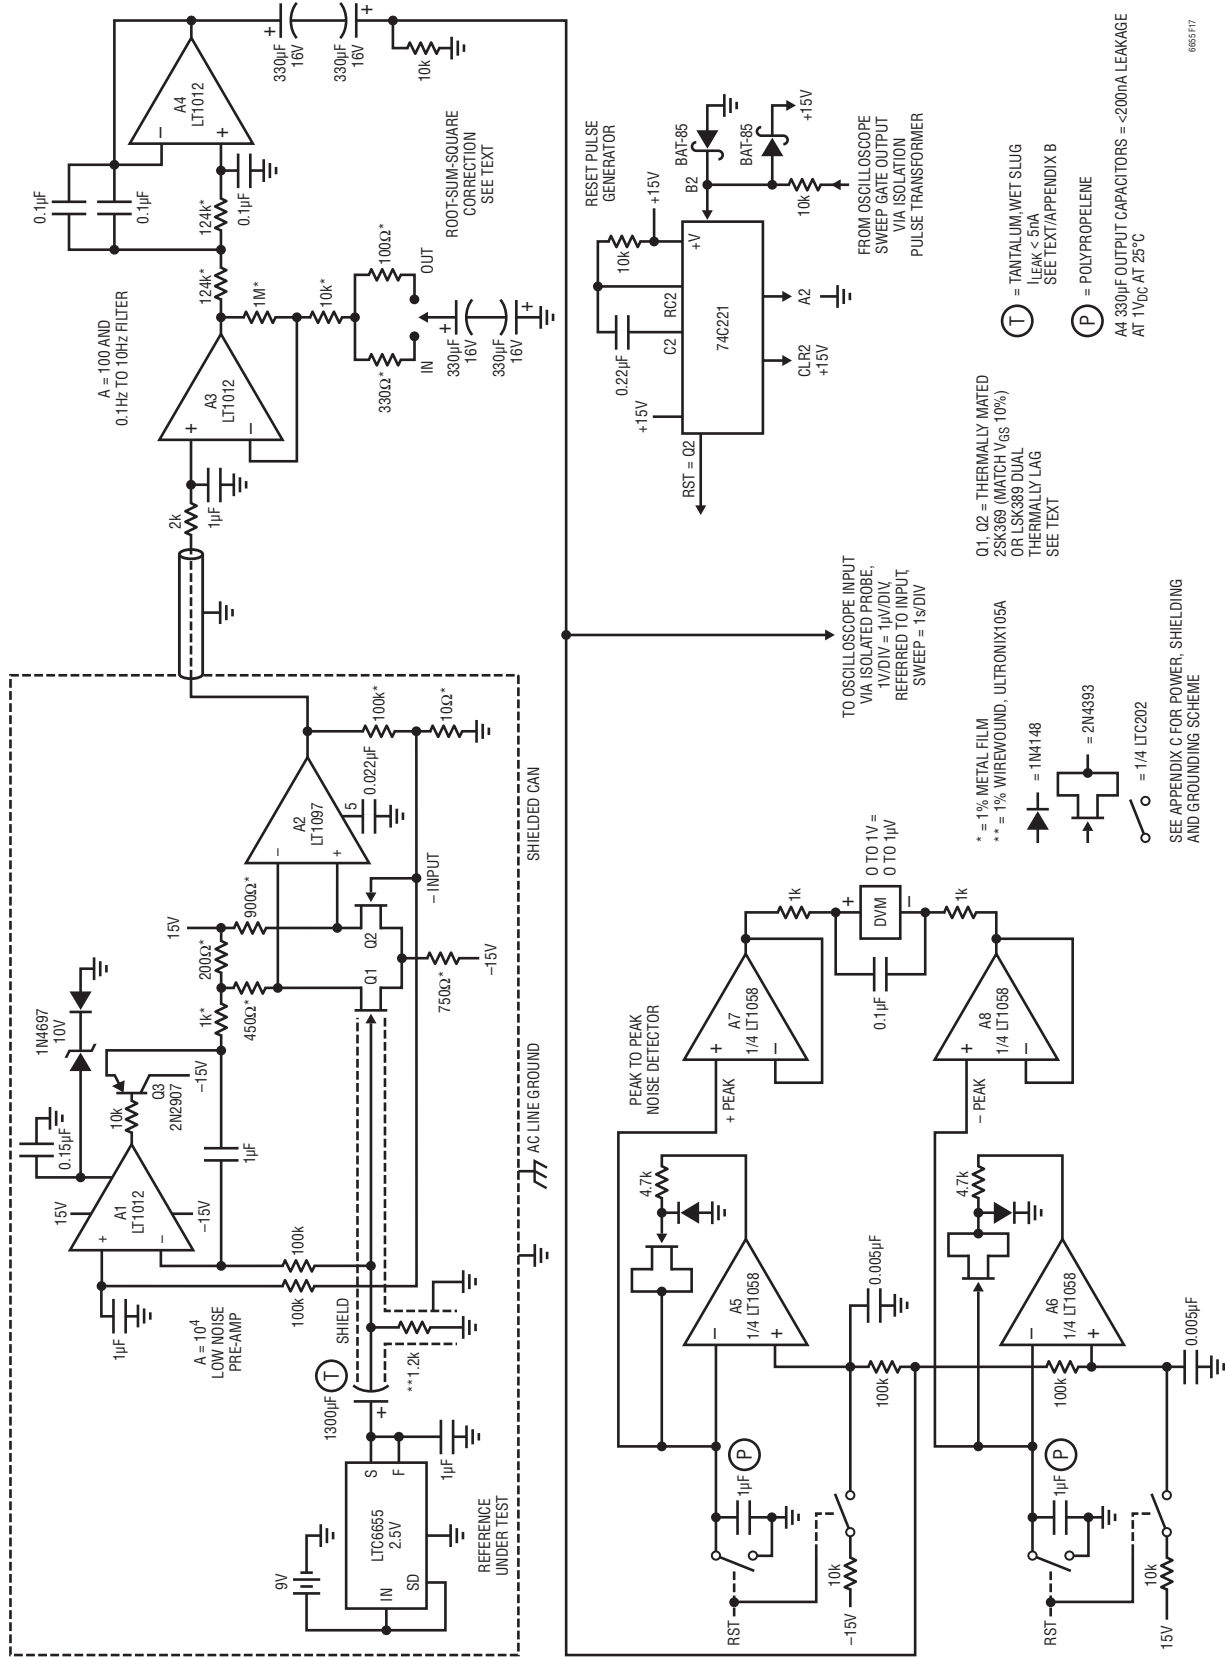 A = 10⁴
LOW NOISE
PRE-AMP
1µF
A1
LT1012
15V
–15V
+
–
0.15µF
1N4697
10V
10k
Q3
2N2907
–15V
1µF
100k
100k
1k*
200Ω*
15V
450Ω*
900Ω*
A2
LT1097
–
+
5
0.022µF
100k*
10Ω*
Q1
Q2
– INPUT
750Ω*
–15V
SHIELD
1300µF
T
+
**1.2k
9V
LTC6655
2.5V
IN
SD
S
F
1µF
REFERENCE
UNDER TEST
AC LINE GROUND
SHIELDED CAN
2k
1µF
A = 100 AND
0.1Hz TO 10Hz FILTER
A3
LT1012
+
–
124k*
1M*
10k*
330Ω*
100Ω*
IN
OUT
+
330µF
16V
330µF
16V
+
ROOT-SUM-SQUARE
CORRECTION
SEE TEXT
0.1µF
0.1µF
124k*
0.1µF
A4
LT1012
–
+
+
330µF
16V
+
330µF
16V
10k
TO OSCILLOSCOPE INPUT
VIA ISOLATED PROBE,
1V/DIV = 1µV/DIV,
REFERRED TO INPUT,
SWEEP = 1s/DIV
RESET PULSE
GENERATOR
0.22µF
10k
+15V
+15V
C2
RC2
+V
74C221
RST = Q2
CLR2
+15V
A2
B2
BAT-85
BAT-85
+15V
10k
FROM OSCILLOSCOPE
SWEEP GATE OUTPUT
VIA ISOLATION
PULSE TRANSFORMER
PEAK TO PEAK
NOISE DETECTOR
+ PEAK
4.7k
A5
1/4 LT1058
–
+
A7
1/4 LT1058
+
–
1k
0.005µF
100k
P
1µF
RST
10k
–15V
0.1µF
+
DVM
–
O TO 1V =
O TO 1µV
1k
– PEAK
4.7k
A6
1/4 LT1058
–
+
A8
1/4 LT1058
+
–
100k
0.005µF
P
1µF
RST
10k
15V
* = 1% METAL FILM
** = 1% WIREWOUND, ULTRONIX105A
= 1N4148
= 2N4393
= 1/4 LTC202
SEE APPENDIX C FOR POWER, SHIELDING
AND GROUNDING SCHEME
Q1, Q2 = THERMALLY MATED
2SK369 (MATCH VGS 10%)
OR LSK389 DUAL
THERMALLY LAG
SEE TEXT
T = TANTALUM,WET SLUG
ILEAK < 5nA
SEE TEXT/APPENDIX B
P = POLYPROPELENE
A4 330µF OUTPUT CAPACITORS = <200nA LEAKAGE
AT 1VDC AT 25°C
6655 F17